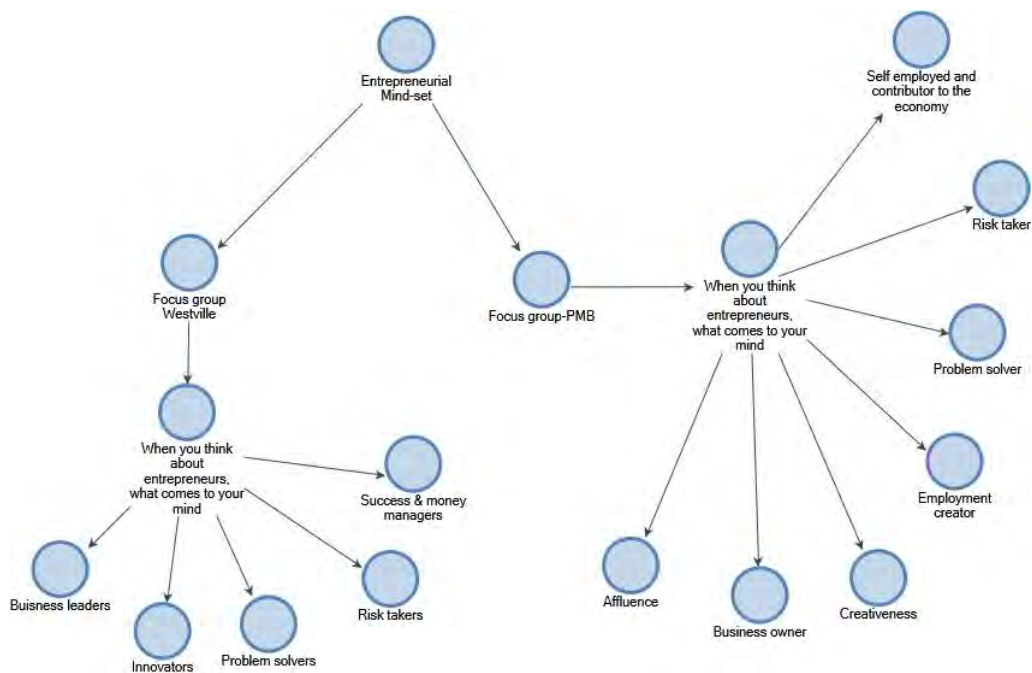 Entrepreneurial
Mind-set
Self employed and
contributor to the
economy
Risk taker
Focus group
Westville
Focus group-PMB
When you think
about
entrepreneurs,
what comes to your
mind
Problem solver
When you think
about
entrepreneurs,
what comes to your
mind
Success & money
managers
Employment
creator
Buisness leaders
Innovators
Problem solvers
Risk takers
Affluence
Business owner
Creativeness